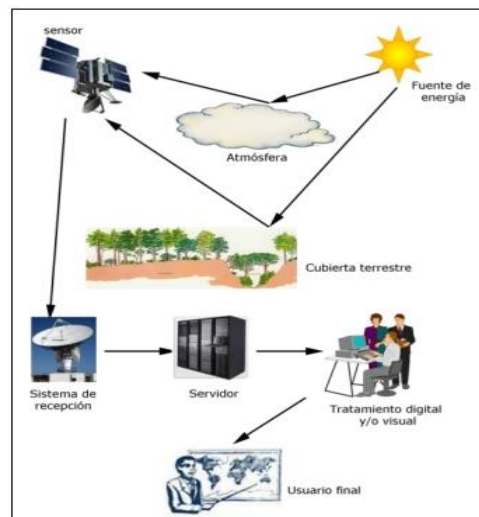 sensor
Fuente de
energía
Atmósfera
Cubierta terrestre
Sistema de
recepción
Servidor
Tratamiento digital
y/o visual
Usuario final